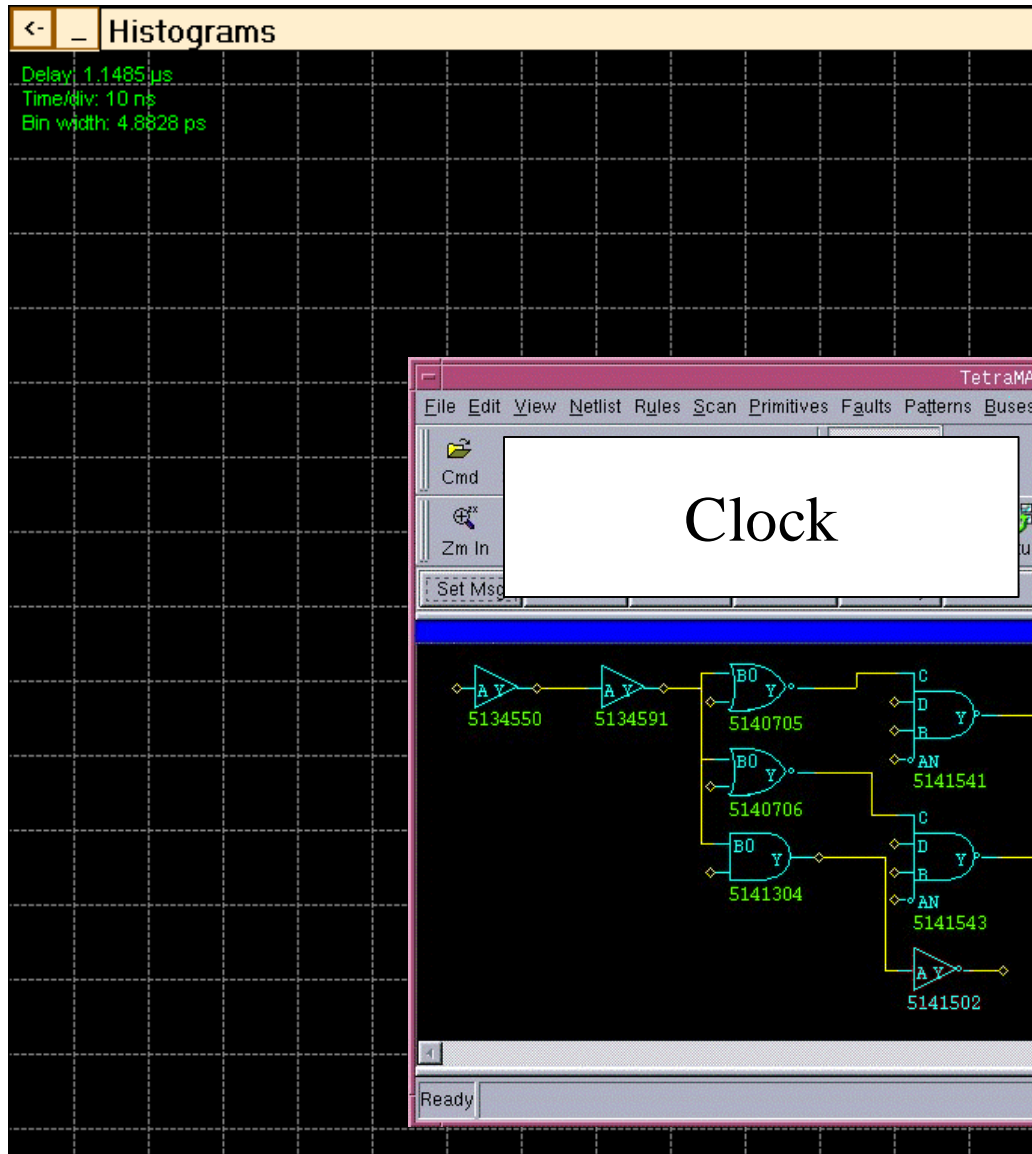 <- _ Histograms
Delay: 1.1485 µs
Time/div: 10 ns
Bin width: 4.8828 ps
File Edit View Netlist Rules Scan Primitives Faults Patterns Buses
Cmd
Clock
Zm In
Set Msg
B0 Y
C
A Y
A Y
D
5134550
5134591
5140705
B
Y
AN
B0 Y
5141541
5140706
C
B0 Y
D
B
Y
5141304
AN
5141543
A Y
5141502
Ready